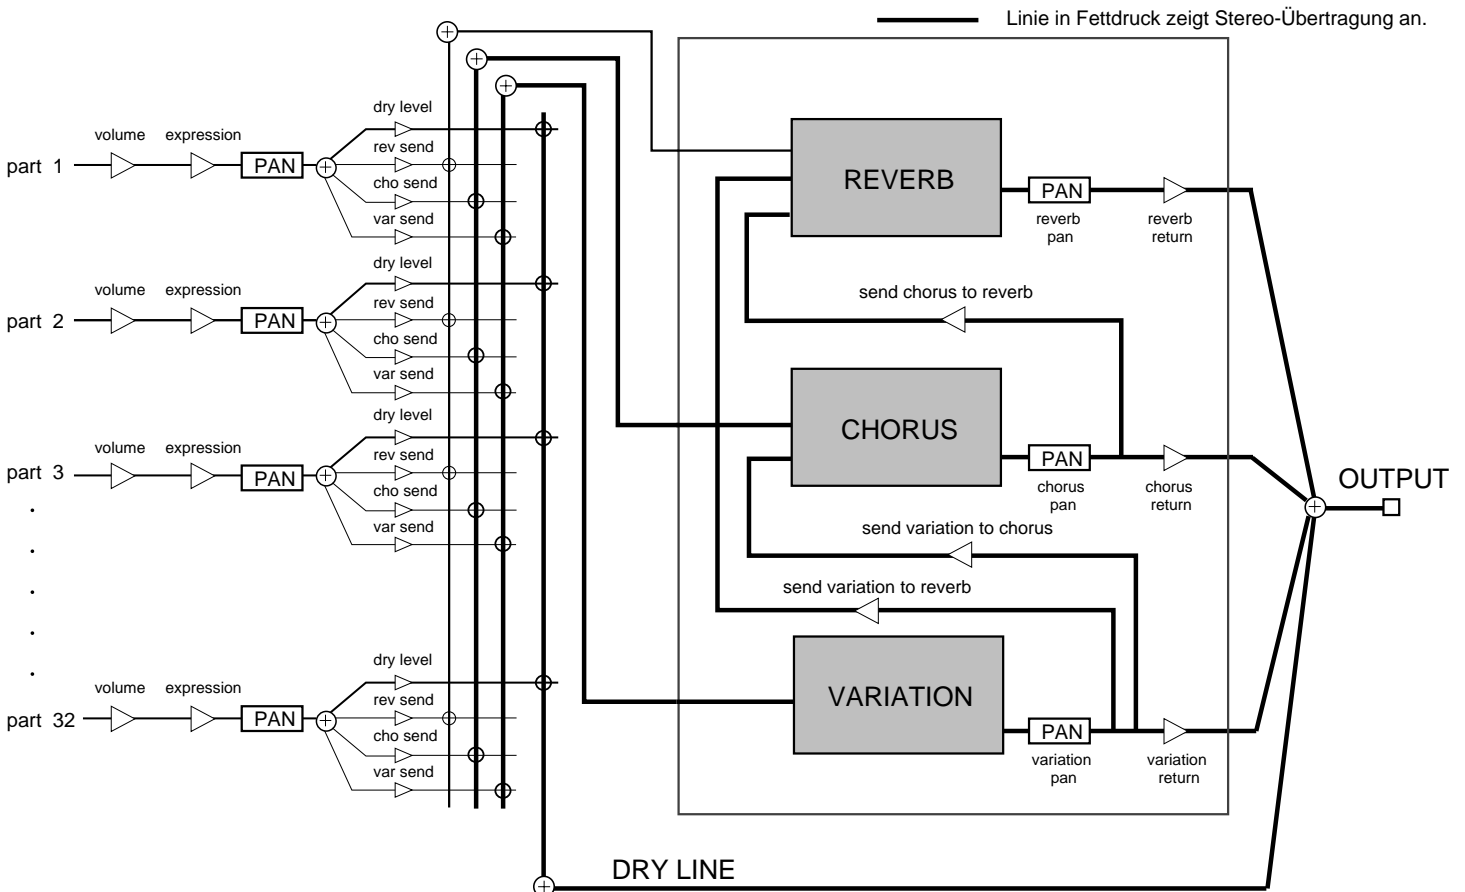 Linie in Fettdruck zeigt Stereo-Übertragung an.
dry level
volume expression
rev send
part 1
PAN
cho send
var send
dry level
volume expression
rev send
part 2
PAN
cho send
var send
dry level
volume expression
rev send
part 3
PAN
cho send
var send
dry level
volume expression
rev send
part 32
PAN
cho send
var send
REVERB
PAN
reverb
pan
reverb
return
send chorus to reverb
CHORUS
PAN
chorus
pan
chorus
return
OUTPUT
send variation to chorus
send variation to reverb
VARIATION
PAN
variation
pan
variation
return
DRY LINE